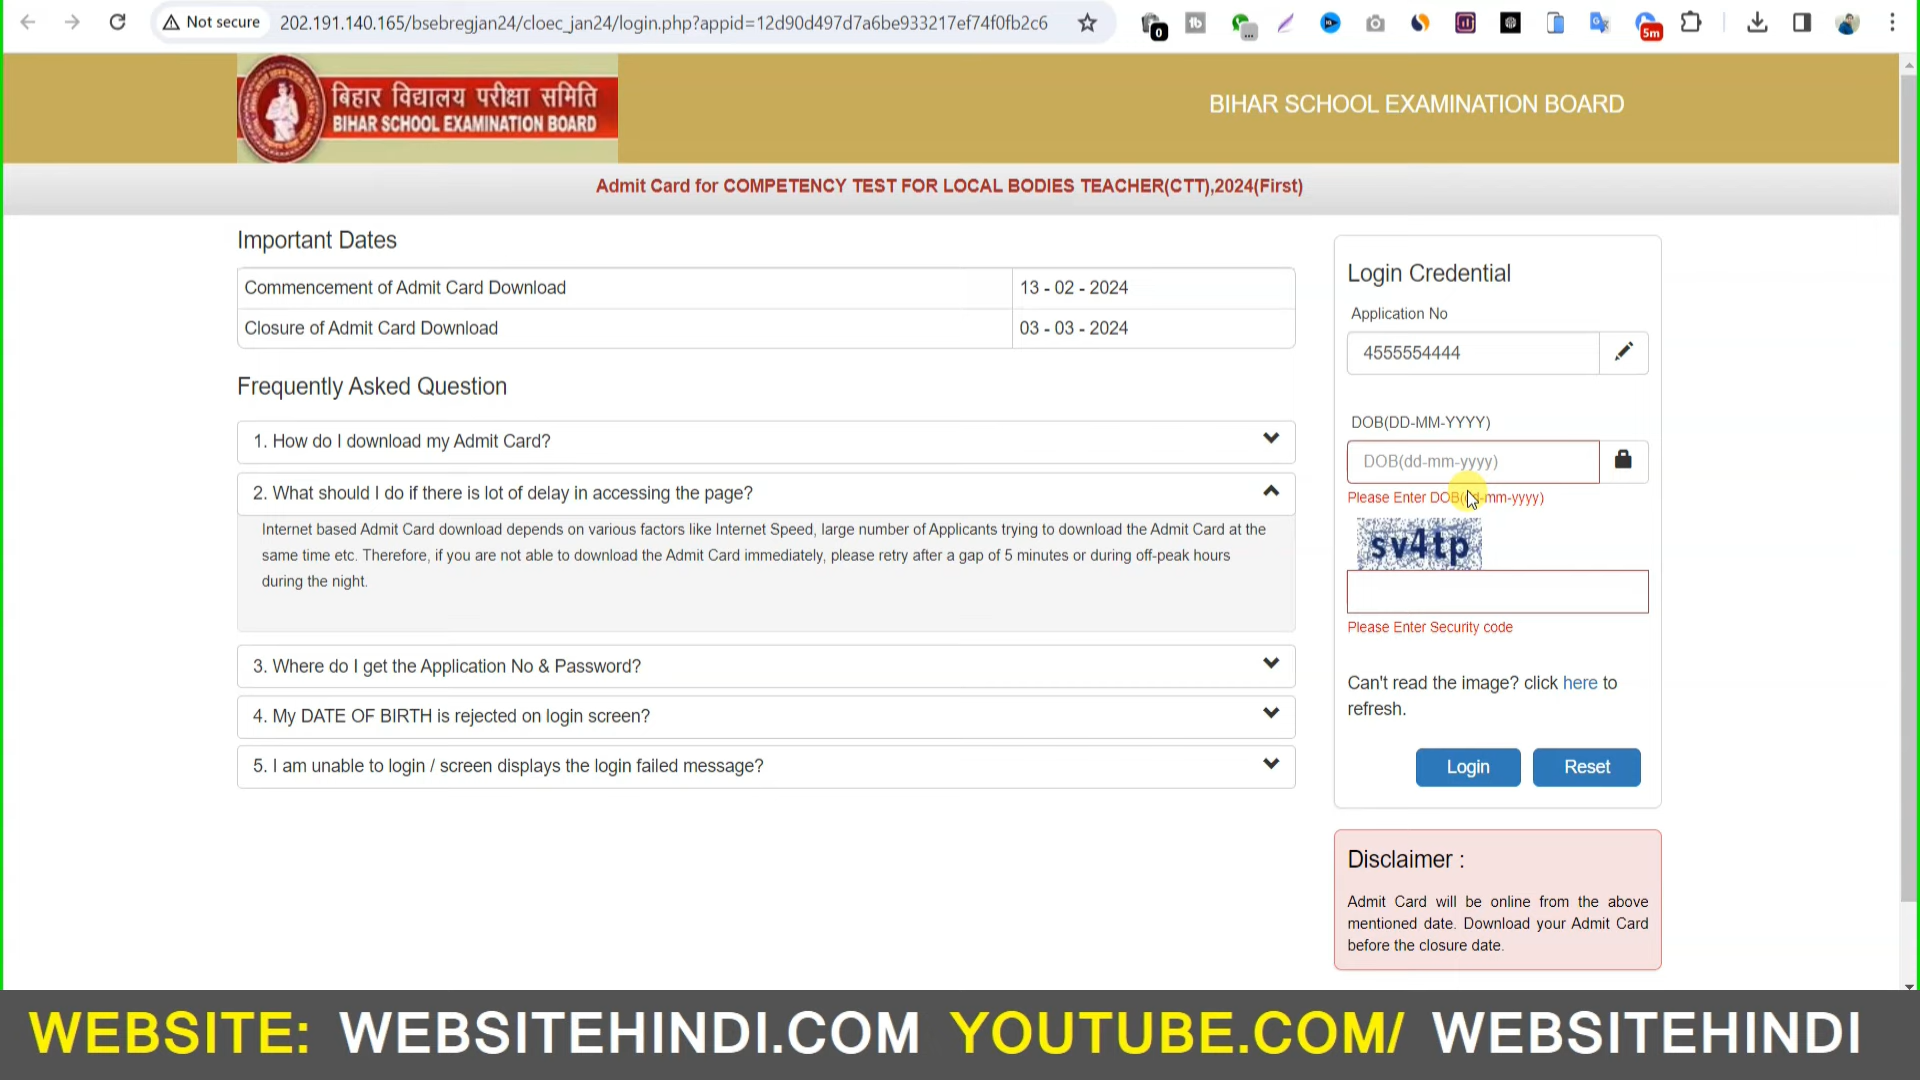 Not secure
202.191.140.165/bsebregjan24/cloec_jan24/login.php?appid=12d90d497d7a6be933217ef74f0fb2c6
0
5m
बिहार विद्यालय परीक्षा समिति
BIHAR SCHOOL EXAMINATION BOARD
BIHAR SCHOOL EXAMINATION BOARD
Admit Card for COMPETENCY TEST FOR LOCAL BODIES TEACHER(CTT),2024(First)
Important Dates
Commencement of Admit Card Download 13 - 02 - 2024
Closure of Admit Card Download 03 - 03 - 2024
Frequently Asked Question
1. How do I download my Admit Card?
2. What should I do if there is lot of delay in accessing the page?
Internet based Admit Card download depends on various factors like Internet Speed, large number of Applicants trying to download the Admit Card at the
same time etc. Therefore, if you are not able to download the Admit Card immediately, please retry after a gap of 5 minutes or during off-peak hours
during the night.
3. Where do I get the Application No & Password?
4. My DATE OF BIRTH is rejected on login screen?
5. I am unable to login / screen displays the login failed message?
Login Credential
Application No
4555554444
DOB(DD-MM-YYYY)
DOB(dd-mm-yyyy)
Please Enter DOB(dd-mm-yyyy)
sv4tp
Please Enter Security code
Can't read the image? click here to
refresh.
Login Reset
Disclaimer :
Admit Card will be online from the above
mentioned date. Download your Admit Card
before the closure date.
WEBSITE: WEBSITEHINDI.COM YOUTUBE.COM/ WEBSITEHINDI